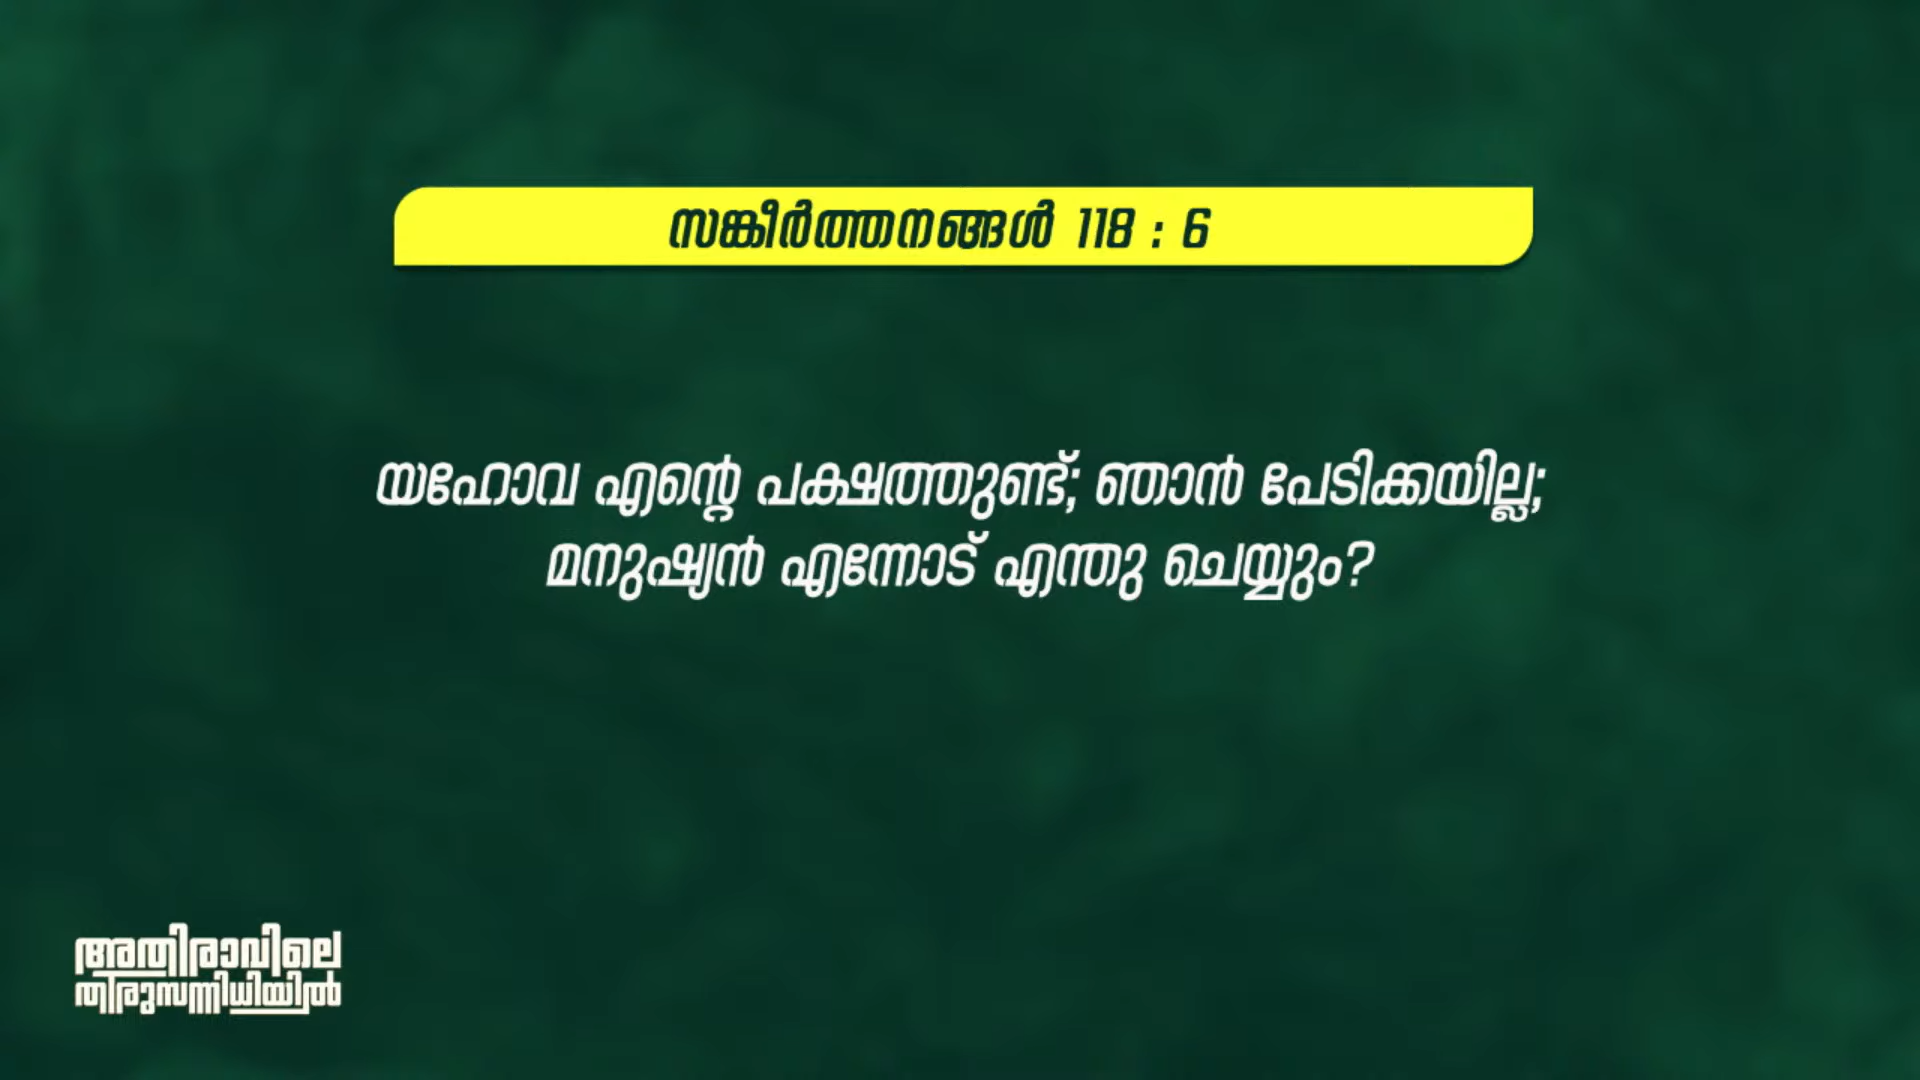 സങ്കീർത്തനങ്ങൾ 118 : 6
യഹോവ എന്റെ പക്ഷത്തുണ്ട്; ഞാൻ പേടിക്കയില്ല;
മനുഷ്യൻ എന്നോട് എന്തു ചെയ്യും?
അതിരാവിലെ
തിരുസന്നിധിയിൽ